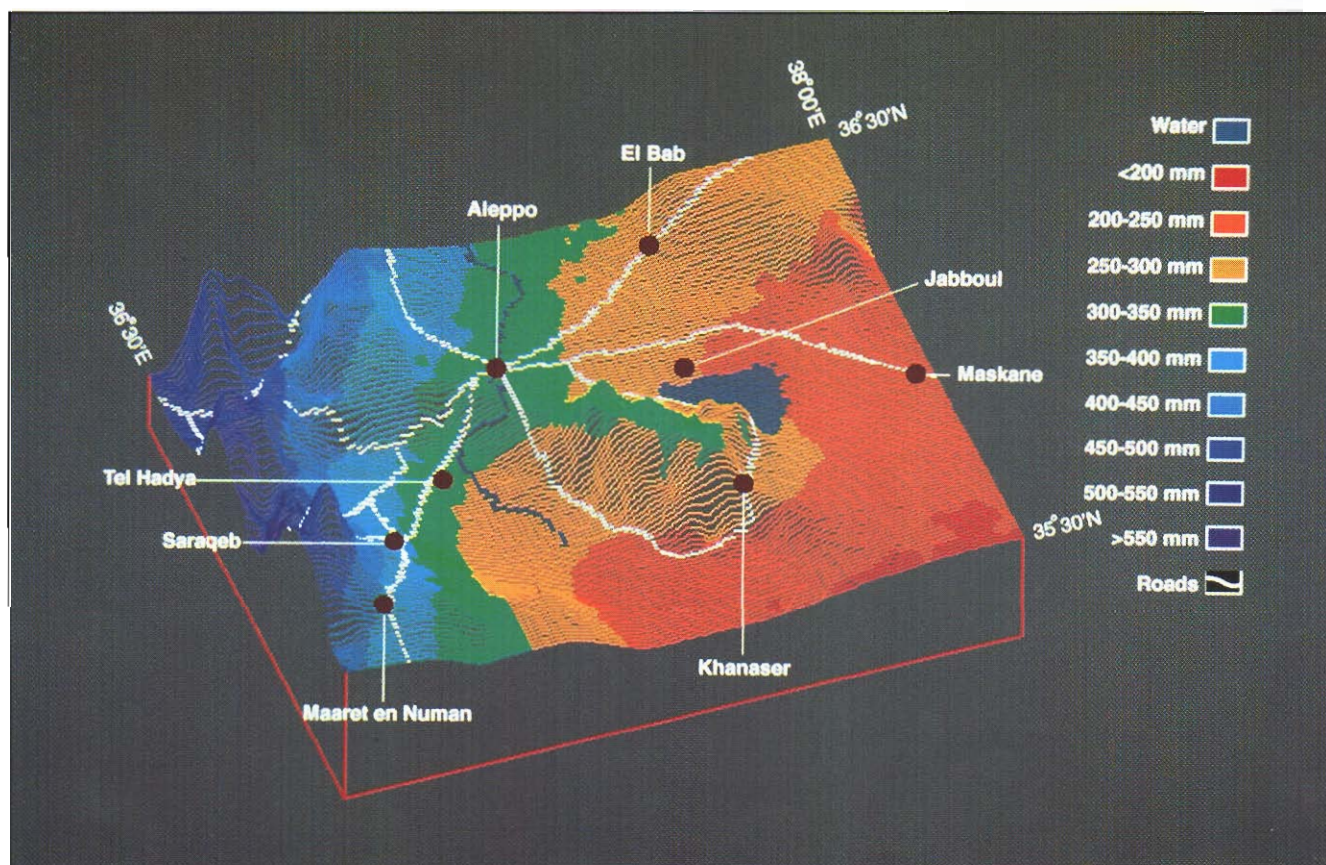 38°00'E
36°30'N
El Bab
Aleppo
Jabboul
36°30'E
Maskane
Tel Hadya
Saraqeb
35°30'N
Khanaser
Maaret en Numan
Water
<200 mm
200-250 mm
250-300 mm
300-350 mm
350-400 mm
400-450 mm
450-500 mm
500-550 mm
>550 mm
Roads